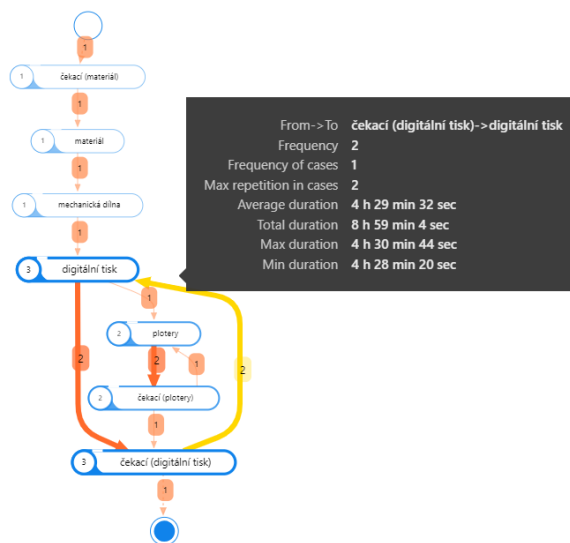 1
1 čekací (materiál)
1
1 materiál
1
1 mechanická dílna
1
3 digitální tisk
1
2 plotery
2 2 1 2
2 čekací (plotery)
1
3 čekací (digitální tisk)
1
From->To čekací (digitální tisk)->digitální tisk
Frequency 2
Frequency of cases 1
Max repetition in cases 2
Average duration 4 h 29 min 32 sec
Total duration 8 h 59 min 4 sec
Max duration 4 h 30 min 44 sec
Min duration 4 h 28 min 20 sec